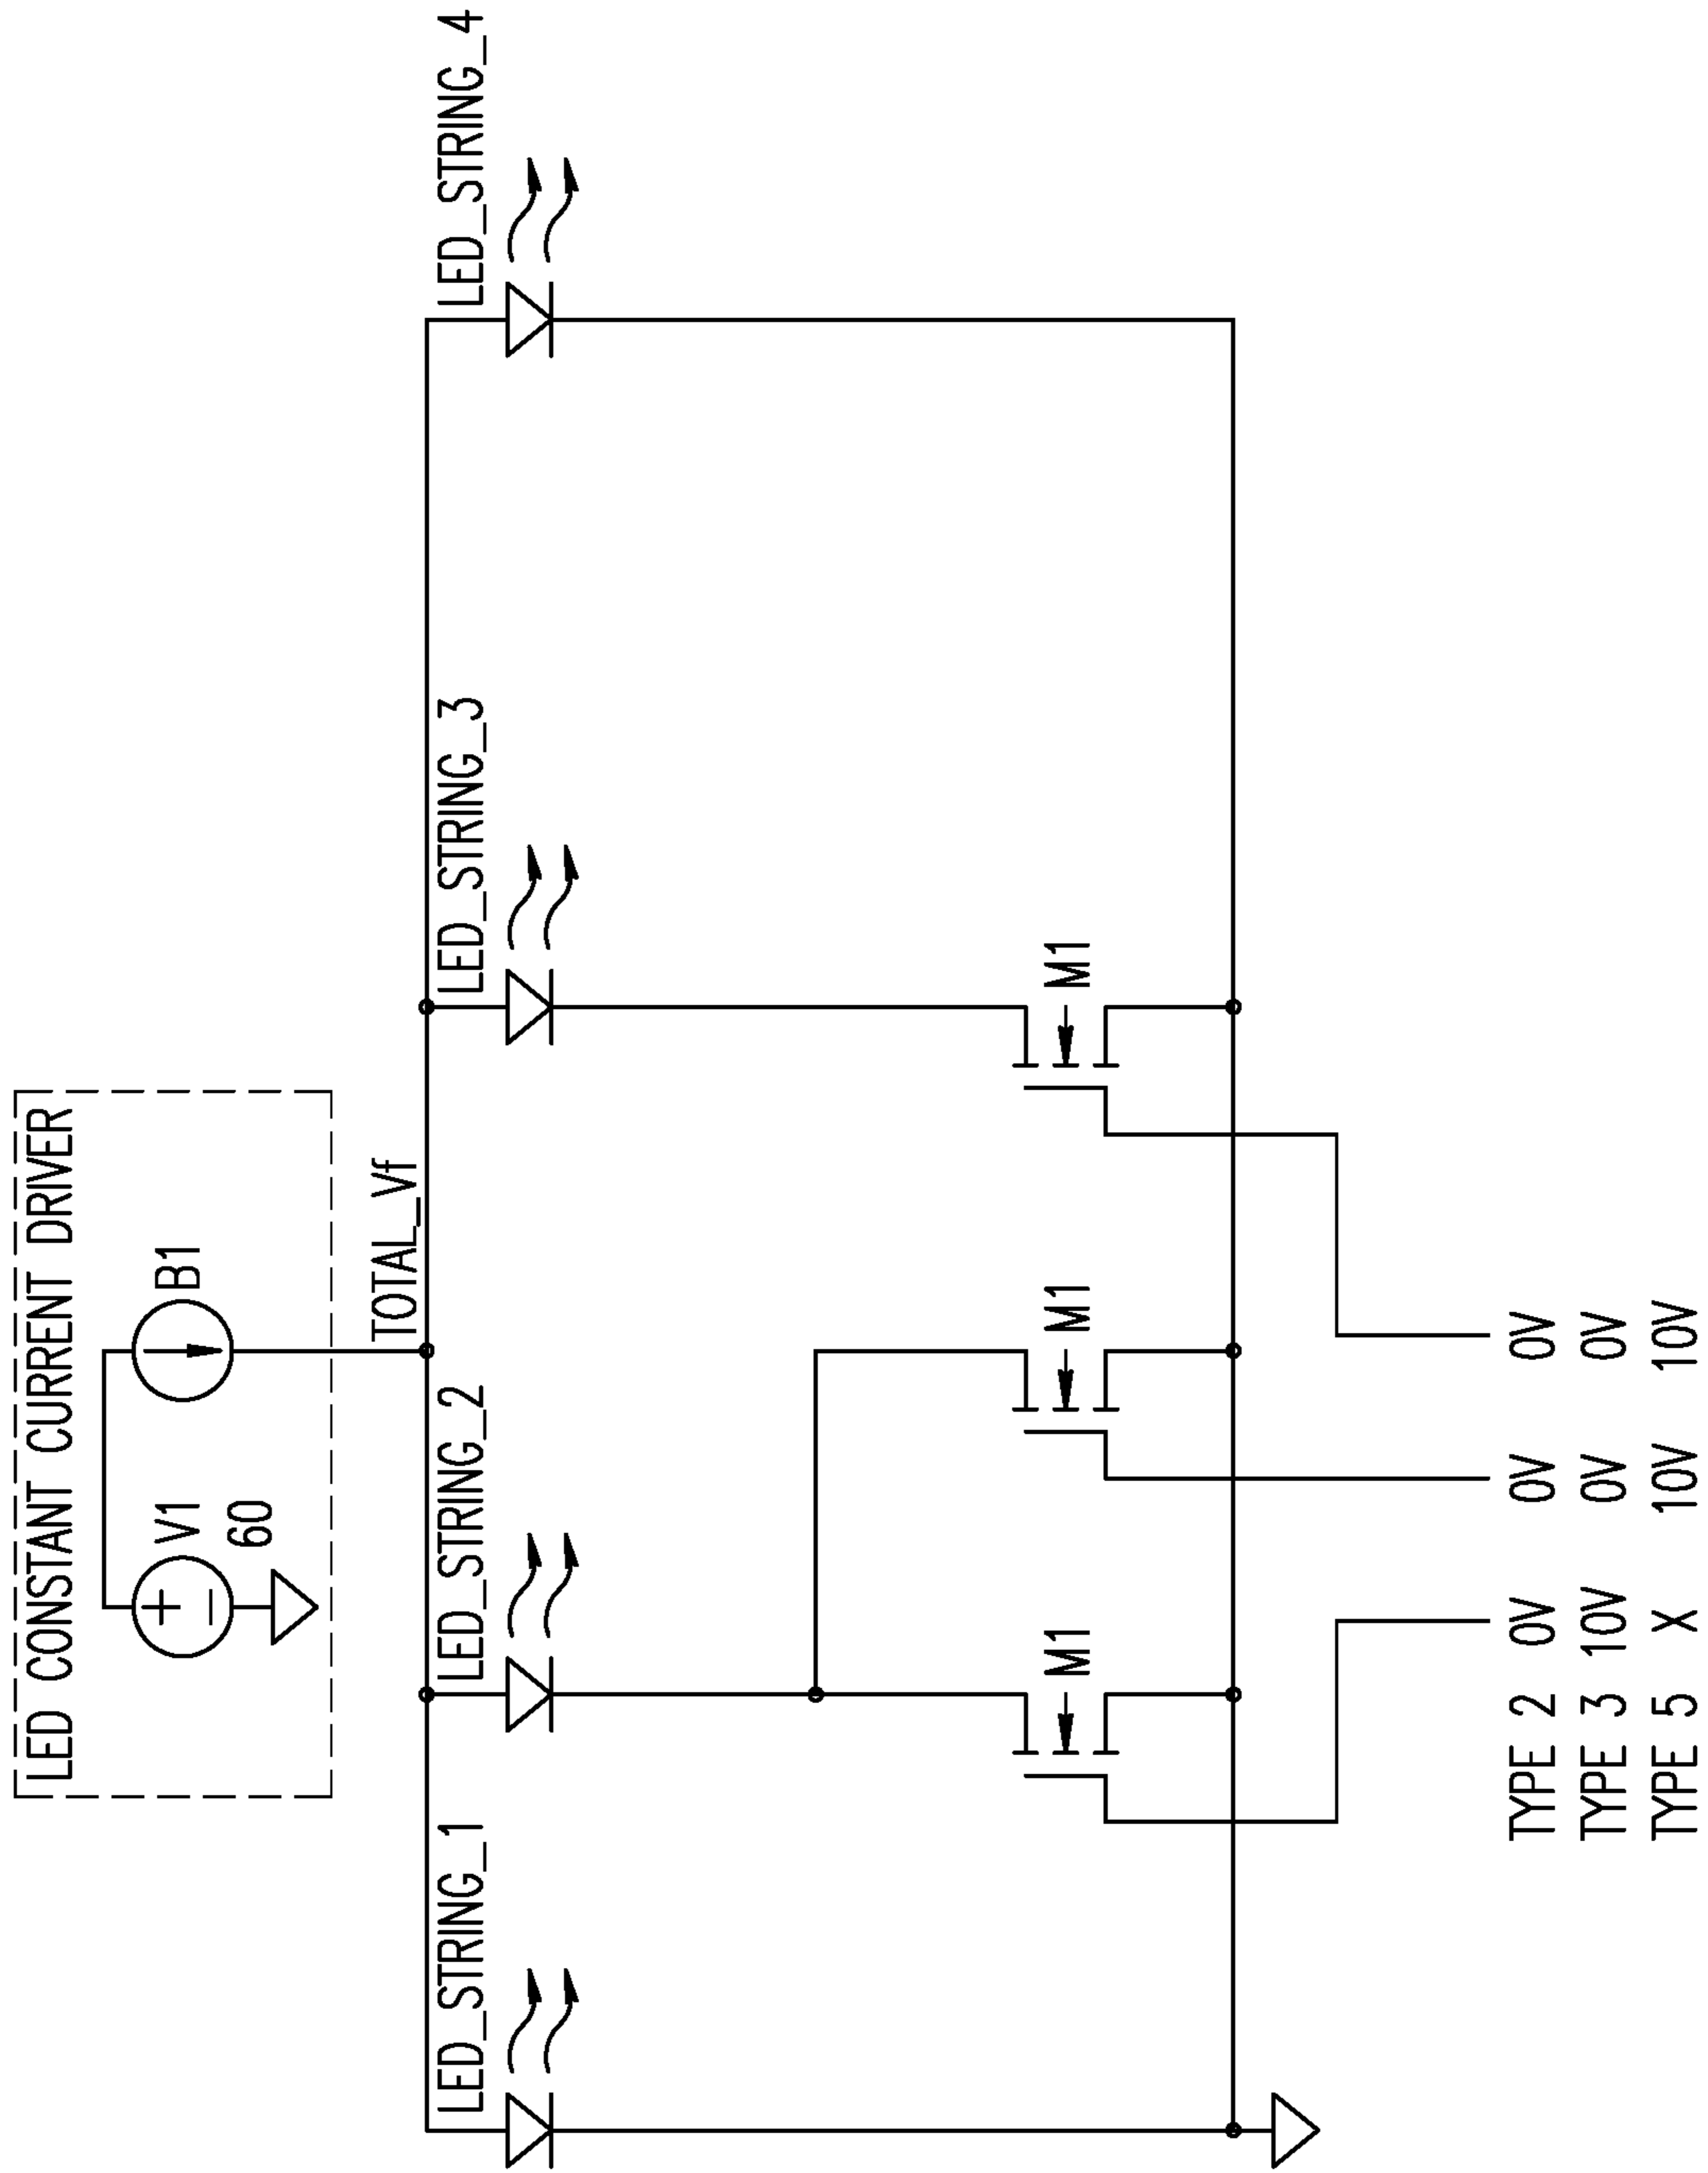 LED CONSTANT CURRENT DRIVER
V1
60
B1
TOTAL_Vf
LED_STRING_1
LED_STRING_2
LED_STRING_3
LED_STRING_4
M1
M1
M1
TYPE 2 0V 0V 0V
TYPE 3 10V 0V 0V
TYPE 5 X 10V 10V